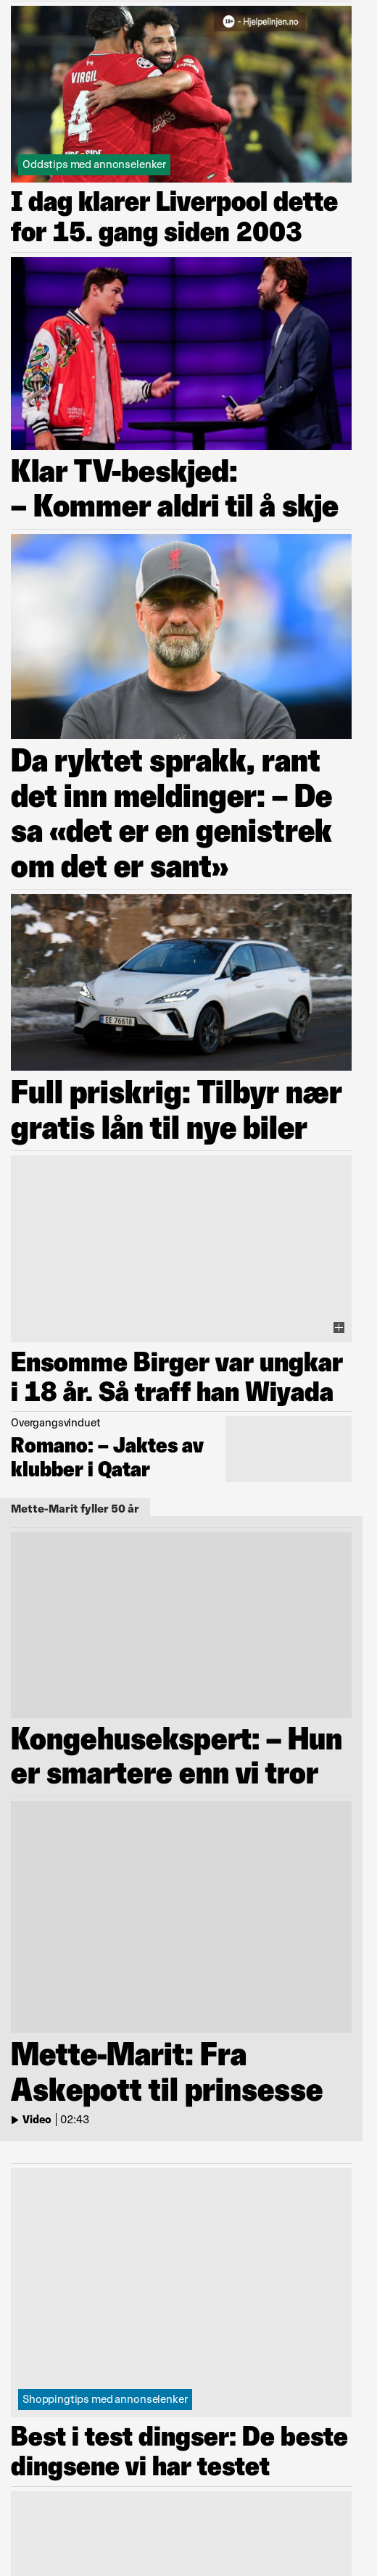 18+ - Hjelpelinjen.no
VIRGIL
4
Oddstips med annonselenker
I dag klarer Liverpool dette
for 15. gang siden 2003
Klar TV-beskjed:
– Kommer aldri til å skje
Da ryktet sprakk, rant
det inn meldinger: – De
sa «det er en genistrek
om det er sant»
EE 76618
Full priskrig: Tilbyr nær
gratis lån til nye biler
Ensomme Birger var ungkar
i 18 år. Så traff han Wiyada
Overgangsvinduet
Romano: – Jaktes av
klubber i Qatar
Mette-Marit fyller 50 år
Kongehusekspert: – Hun
er smartere enn vi tror
Mette-Marit: Fra
Askepott til prinsesse
Video | 02:43
Shoppingtips med annonselenker
Best i test dingser: De beste
dingsene vi har testet